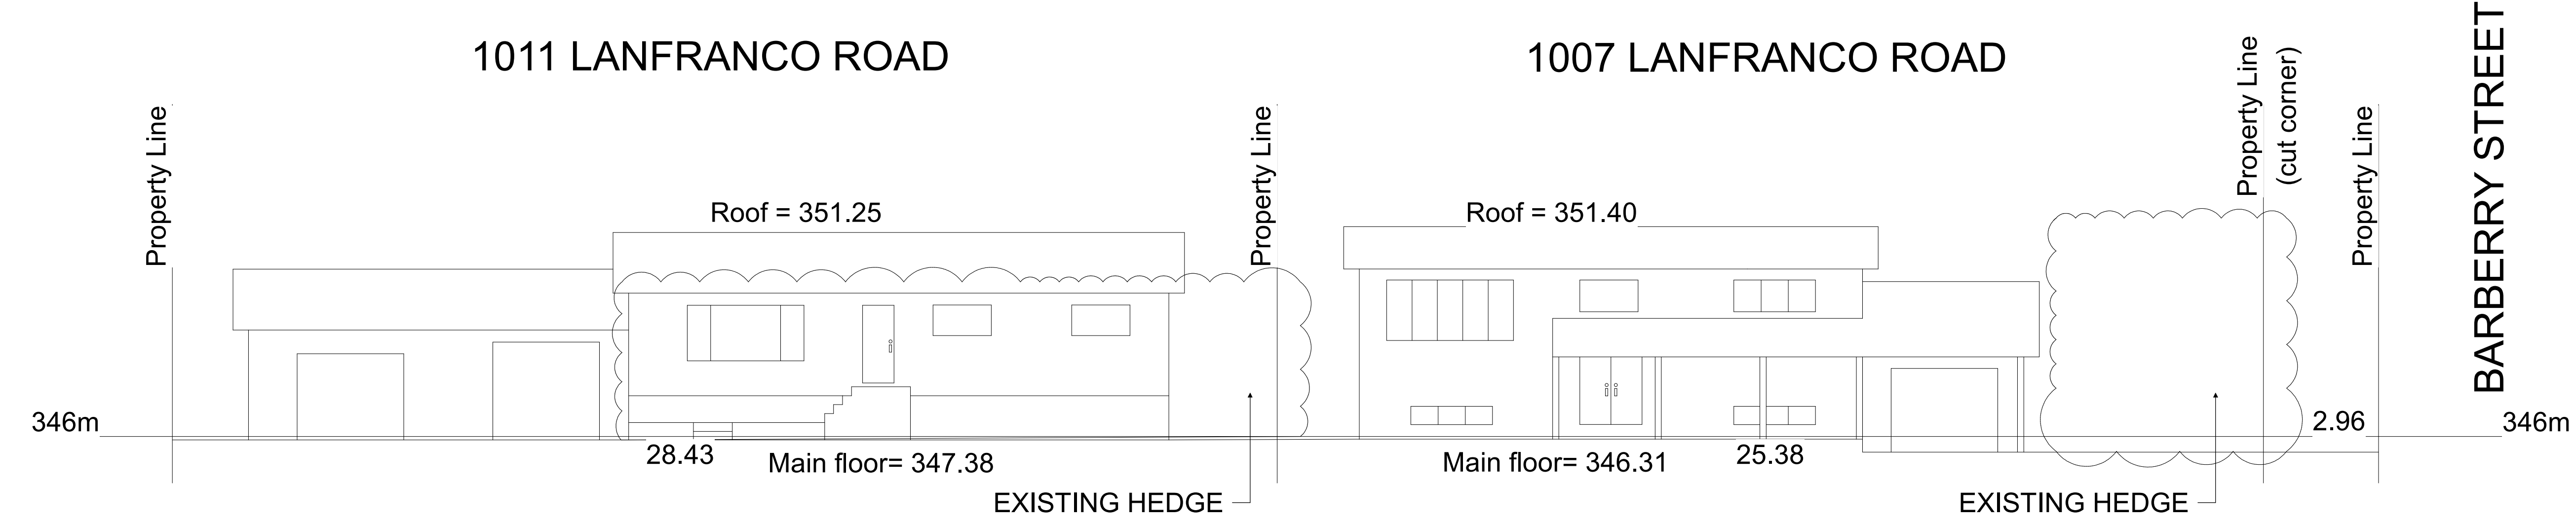 1011 LANFRANCO ROAD
1007 LANFRANCO ROAD
Property Line
Property Line
Property Line
(cut corner)
Property Line
BARBERRY STREET
Roof = 351.25
Roof = 351.40
346m
2.96
346m
28.43
Main floor= 347.38
Main floor= 346.31
25.38
EXISTING HEDGE
EXISTING HEDGE